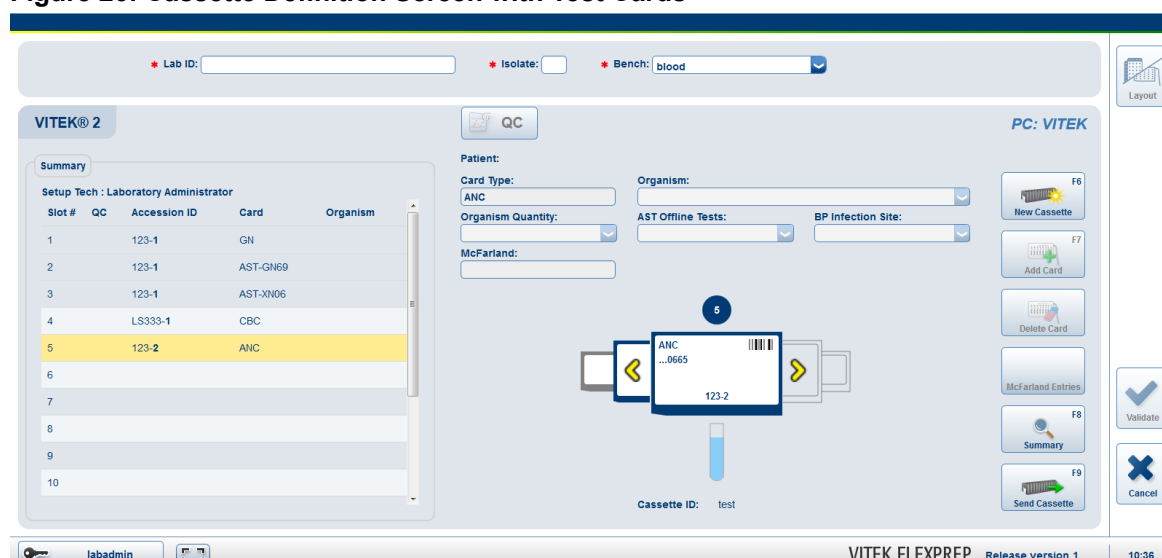 Figure 20: Cassette Definition Screen with Test Cards
* Lab ID:
* Isolate:
* Bench: blood
Layout
VITEK® 2
QC
PC: VITEK
Summary
Setup Tech : Laboratory Administrator
Slot # QC Accession ID Card Organism
1 123-1 GN
2 123-1 AST-GN69
3 123-1 AST-XN06
4 LS333-1 CBC
5 123-2 ANC
6
7
8
9
10
Patient:
Card Type: Organism:
ANC
Organism Quantity: AST Offline Tests: BP Infection Site:
McFarland:
5
ANC
...0665
123-2
Cassette ID: test
F6
New Cassette
F7
Add Card
Delete Card
McFarland Entries
F8
Summary
F9
Send Cassette
Validate
Cancel
labadmin
VITEK FLEXPREP Release version 1
10:36